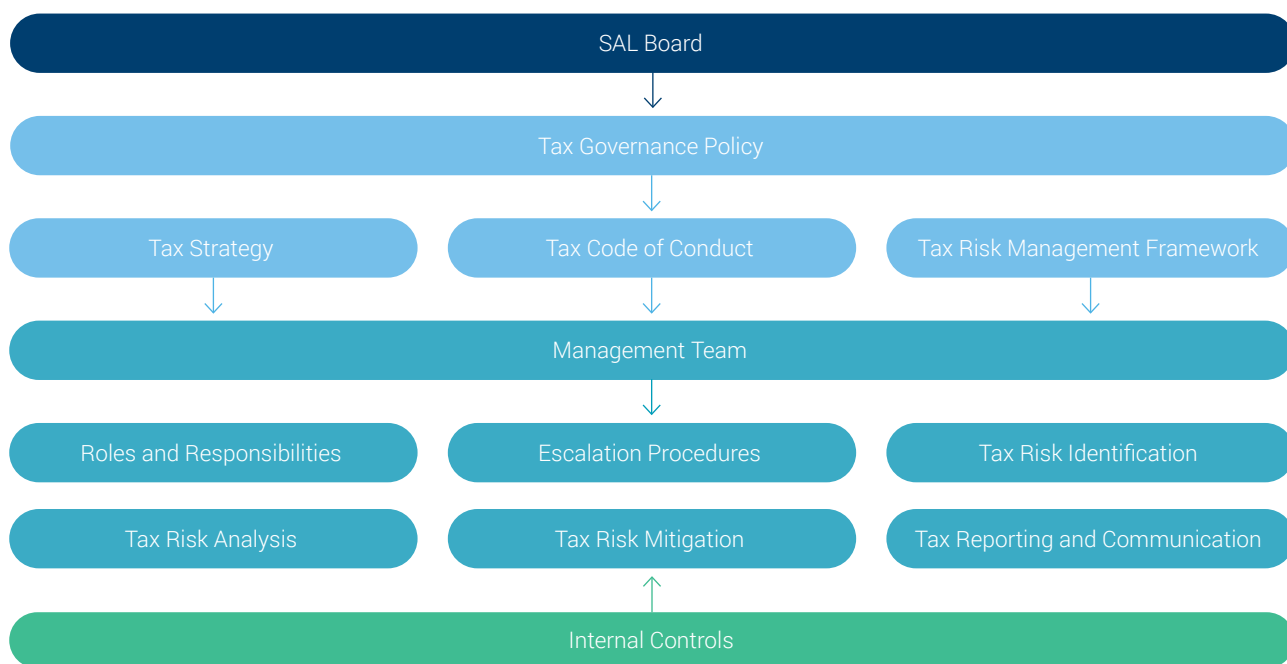 SAL Board
Tax Governance Policy
Tax Strategy
Tax Code of Conduct
Tax Risk Management Framework
Management Team
Roles and Responsibilities
Escalation Procedures
Tax Risk Identification
Tax Risk Analysis
Tax Risk Mitigation
Tax Reporting and Communication
Internal Controls